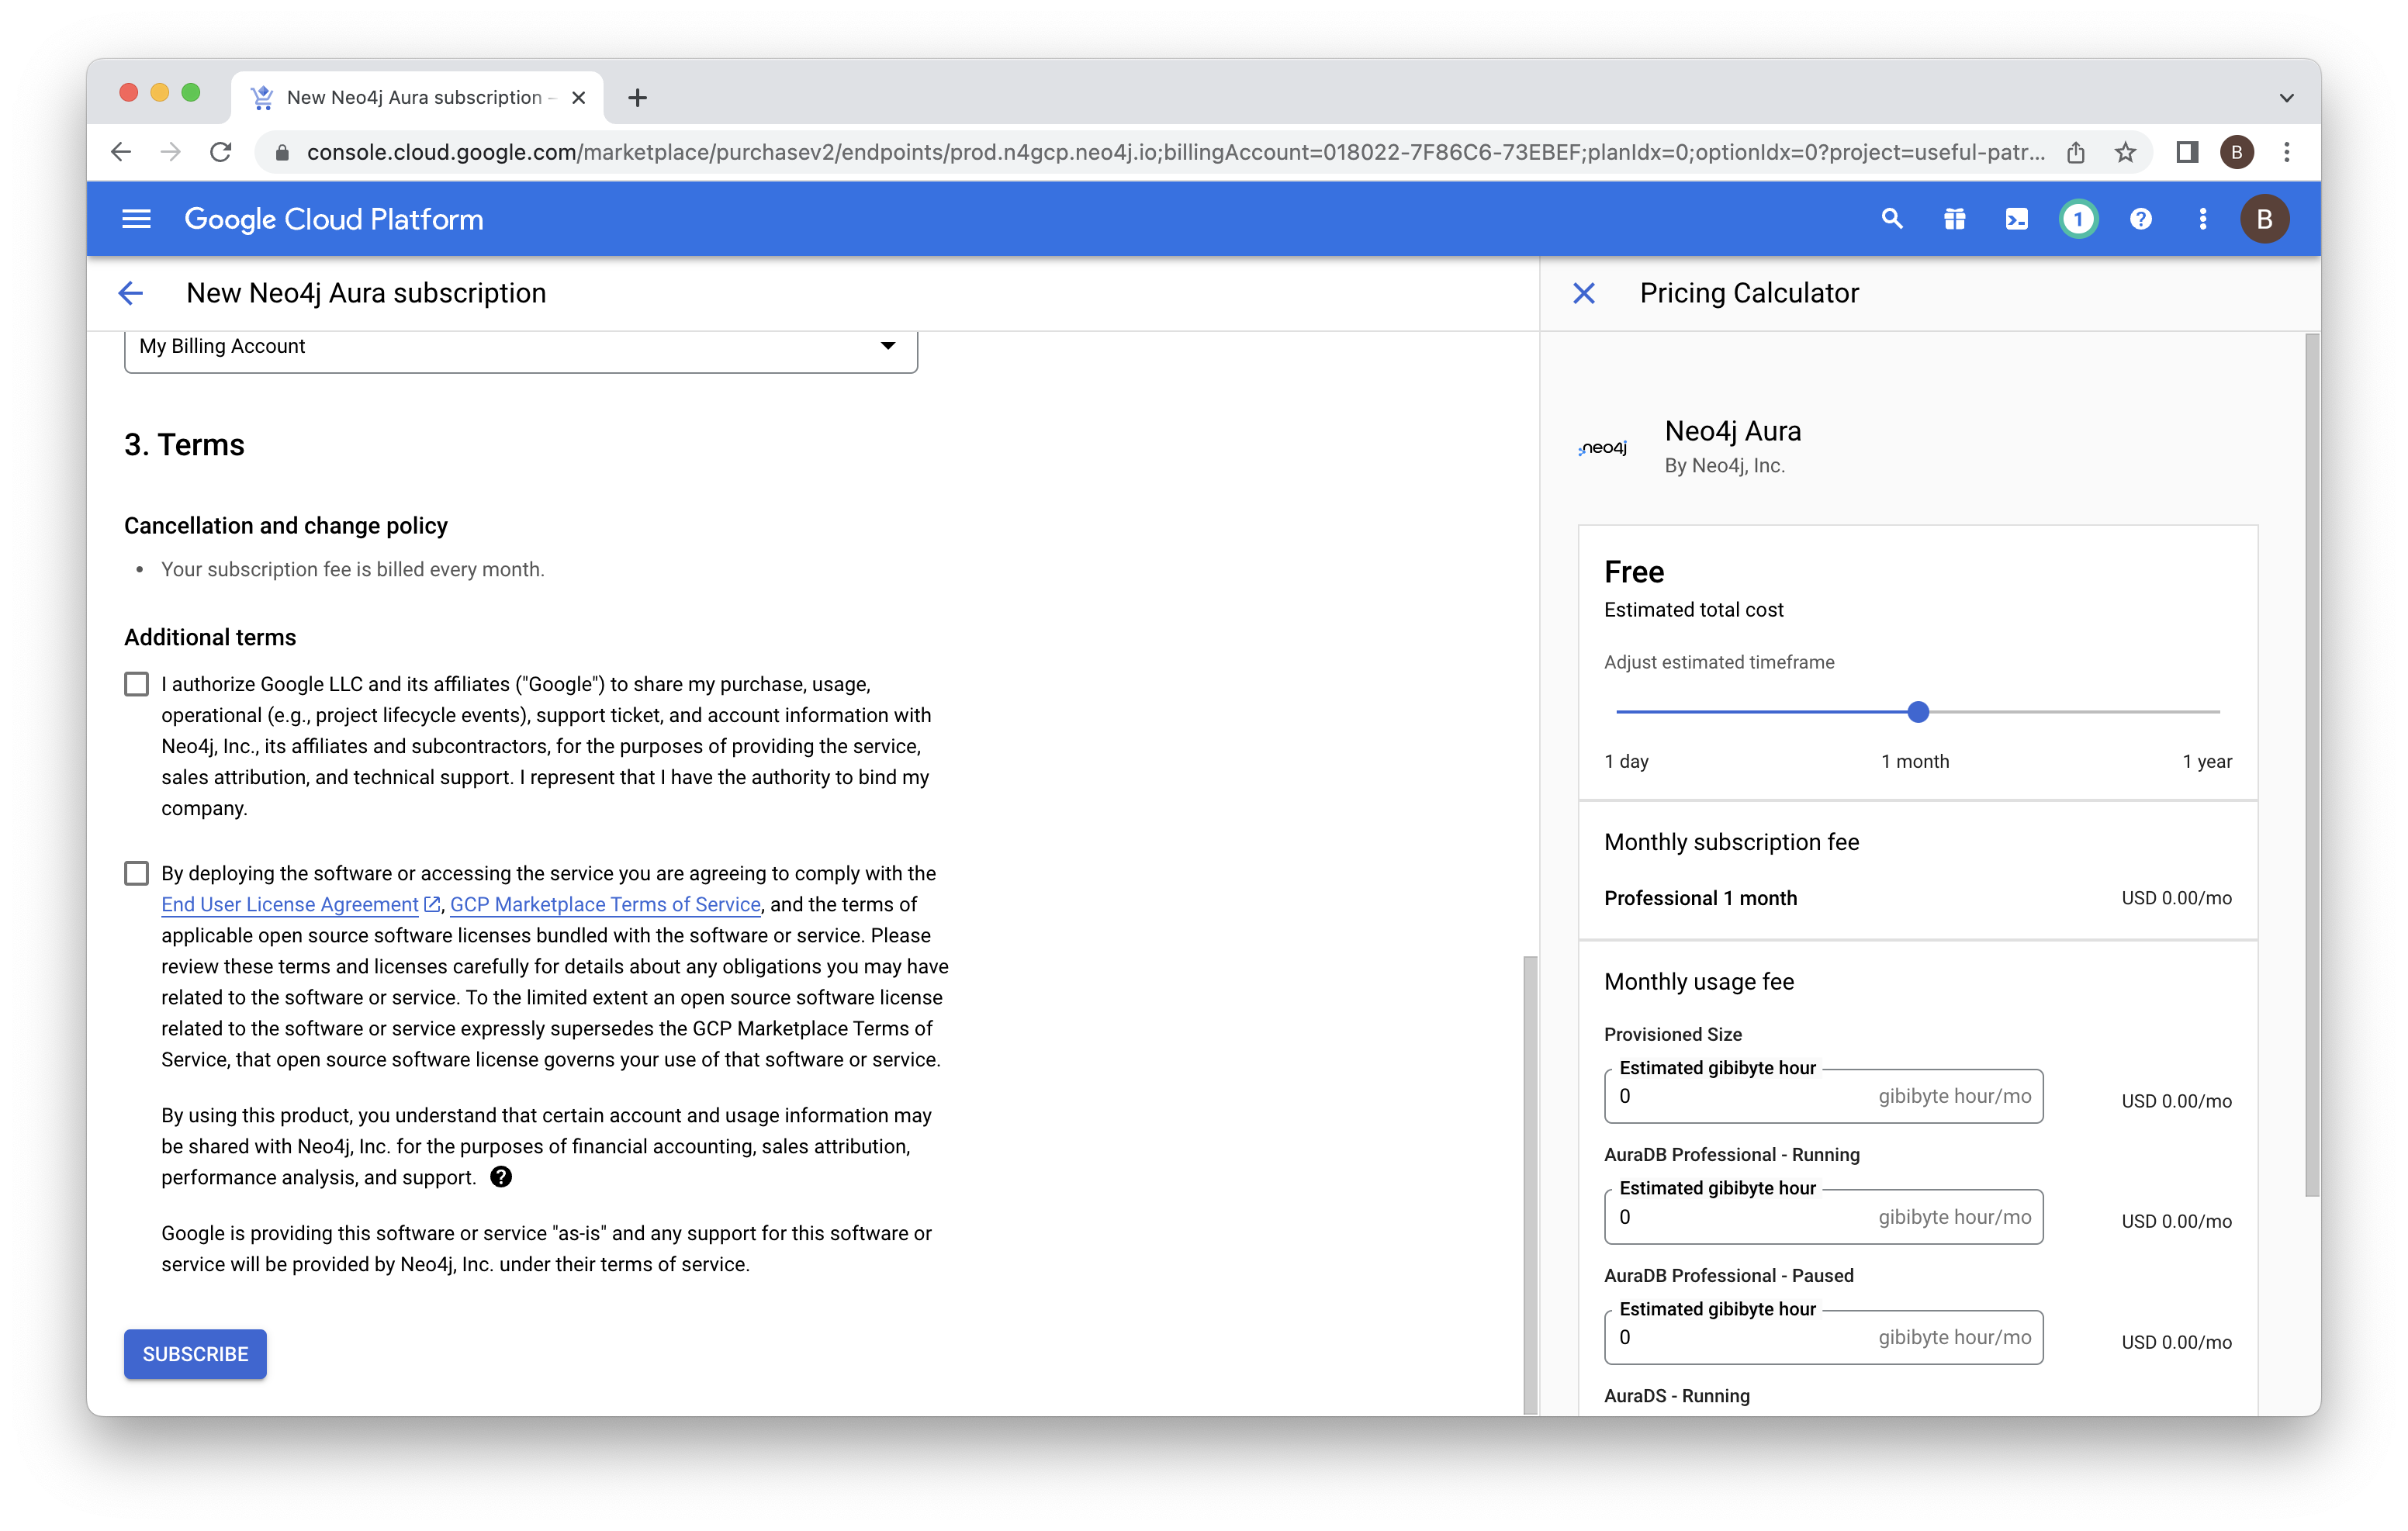 New Neo4j Aura subscription –
console.cloud.google.com/marketplace/purchasev2/endpoints/prod.n4gcp.neo4j.io;billingAccount=018022-7F86C6-73EBEF;planIdx=0;optionIdx=0?project=useful-patr...
B
Google Cloud Platform
1
B
New Neo4j Aura subscription
My Billing Account
3. Terms
Cancellation and change policy
• Your subscription fee is billed every month.
Additional terms
I authorize Google LLC and its affiliates ("Google") to share my purchase, usage,
operational (e.g., project lifecycle events), support ticket, and account information with
Neo4j, Inc., its affiliates and subcontractors, for the purposes of providing the service,
sales attribution, and technical support. I represent that I have the authority to bind my
company.
By deploying the software or accessing the service you are agreeing to comply with the
End User License Agreement, GCP Marketplace Terms of Service, and the terms of
applicable open source software licenses bundled with the software or service. Please
review these terms and licenses carefully for details about any obligations you may have
related to the software or service. To the limited extent an open source software license
related to the software or service expressly supersedes the GCP Marketplace Terms of
Service, that open source software license governs your use of that software or service.
By using this product, you understand that certain account and usage information may
be shared with Neo4j, Inc. for the purposes of financial accounting, sales attribution,
performance analysis, and support.
Google is providing this software or service "as-is" and any support for this software or
service will be provided by Neo4j, Inc. under their terms of service.
SUBSCRIBE
Pricing Calculator
neo4j
Neo4j Aura
By Neo4j, Inc.
Free
Estimated total cost
Adjust estimated timeframe
1 day 1 month 1 year
Monthly subscription fee
Professional 1 month USD 0.00/mo
Monthly usage fee
Provisioned Size
Estimated gibibyte hour
0 gibibyte hour/mo USD 0.00/mo
AuraDB Professional - Running
Estimated gibibyte hour
0 gibibyte hour/mo USD 0.00/mo
AuraDB Professional - Paused
Estimated gibibyte hour
0 gibibyte hour/mo USD 0.00/mo
AuraDS - Running